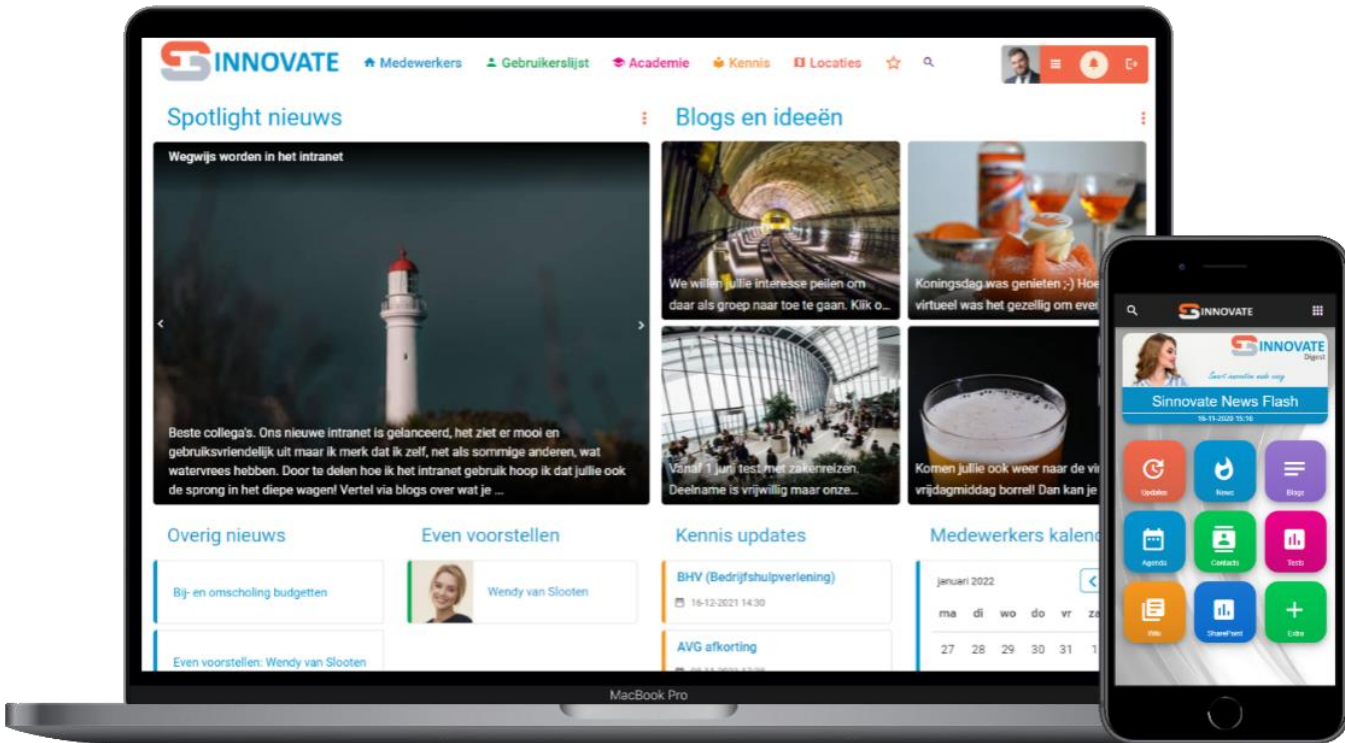 SINNOVATE
Medewerkers
Gebruikerslijst
Academie
Kennis
Locaties
Spotlight nieuws
Blogs en ideeën
Wegwijs worden in het intranet
Beste collega's. Ons nieuwe intranet is gelanceerd, het ziet er mooi en
gebruiksvriendelijk uit maar ik merk dat ik zelf, net als sommige anderen, wat
watervrees hebben. Door te delen hoe ik het intranet gebruik hoop ik dat jullie ook
de sprong in het diepe wagen! Vertel via blogs over wat je ...
We willen jullie interesse peilen om
daar als groep naar toe te gaan. Klik o...
Koningsdag was genieten ;-) Hoe
virtueel was het gezellig om even
Vanaf 1 juni test met zakenreizen.
Deelname is vrijwillig maar onze...
Komen jullie ook weer naar de vi
vrijdagmiddag borrel! Dan kan je
Overig nieuws
Bij- en omscholing budgetten
Even voorstellen: Wendy van Slooten
Even voorstellen
Wendy van Slooten
Kennis updates
BHV (Bedrijfshulpverlening)
16-12-2021 14:30
AVG afkorting
Medewerkers kalend
januari 2022
ma di wo do vr za
27 28 29 30 31 1
MacBook Pro
SINNOVATE
SINNOVATE
Digest
Smart innovation made easy
Sinnovate News Flash
16-11-2020 15:16
Updates
News
Blogs
Agenda
Contacts
Tests
Wiki
SharePoint
Extra